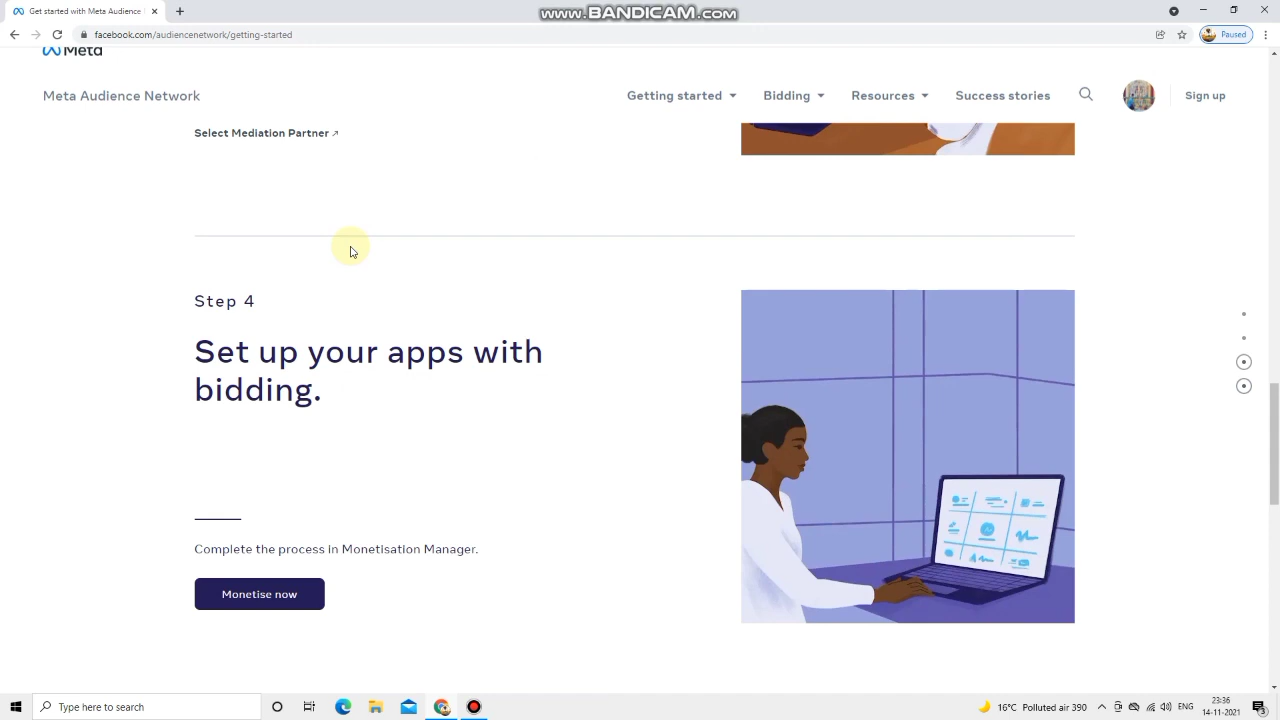 www.BANDICAM.com
Get started with Meta Audience
facebook.com/audiencenetwork/getting-started
Paused
Meta
Meta Audience Network
Getting started
Bidding
Resources
Success stories
Sign up
Select Mediation Partner
Step 4
Set up your apps with
bidding.
Complete the process in Monetisation Manager.
Monetise now
Type here to search
16°C Polluted air 390
ENG
23:36
14-11-2021
3